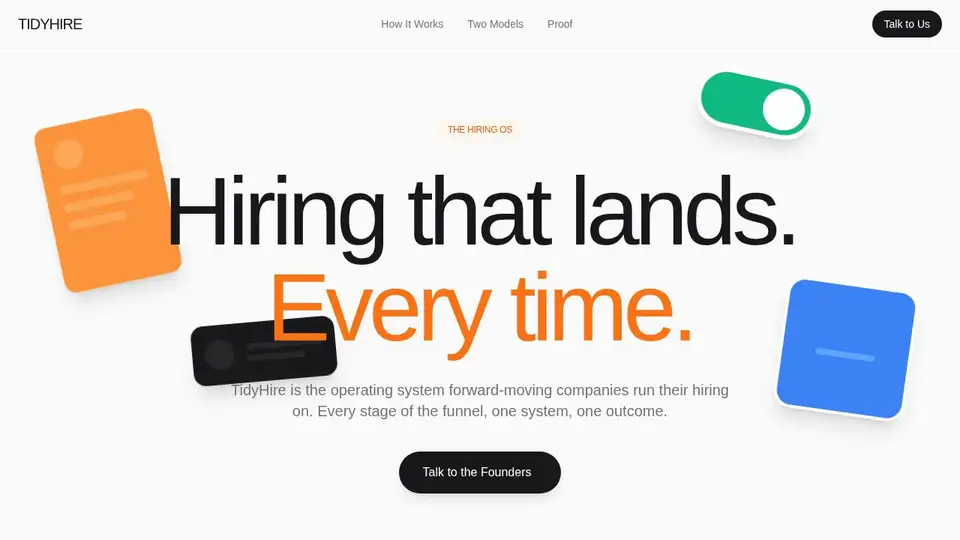 TIDYHIRE
How It Works
Two Models
Proof
Talk to Us
THE HIRING OS
Hiring that lands.
Every time.
TidyHire is the operating system forward-moving companies run their hiring
on. Every stage of the funnel, one system, one outcome.
Talk to the Founders